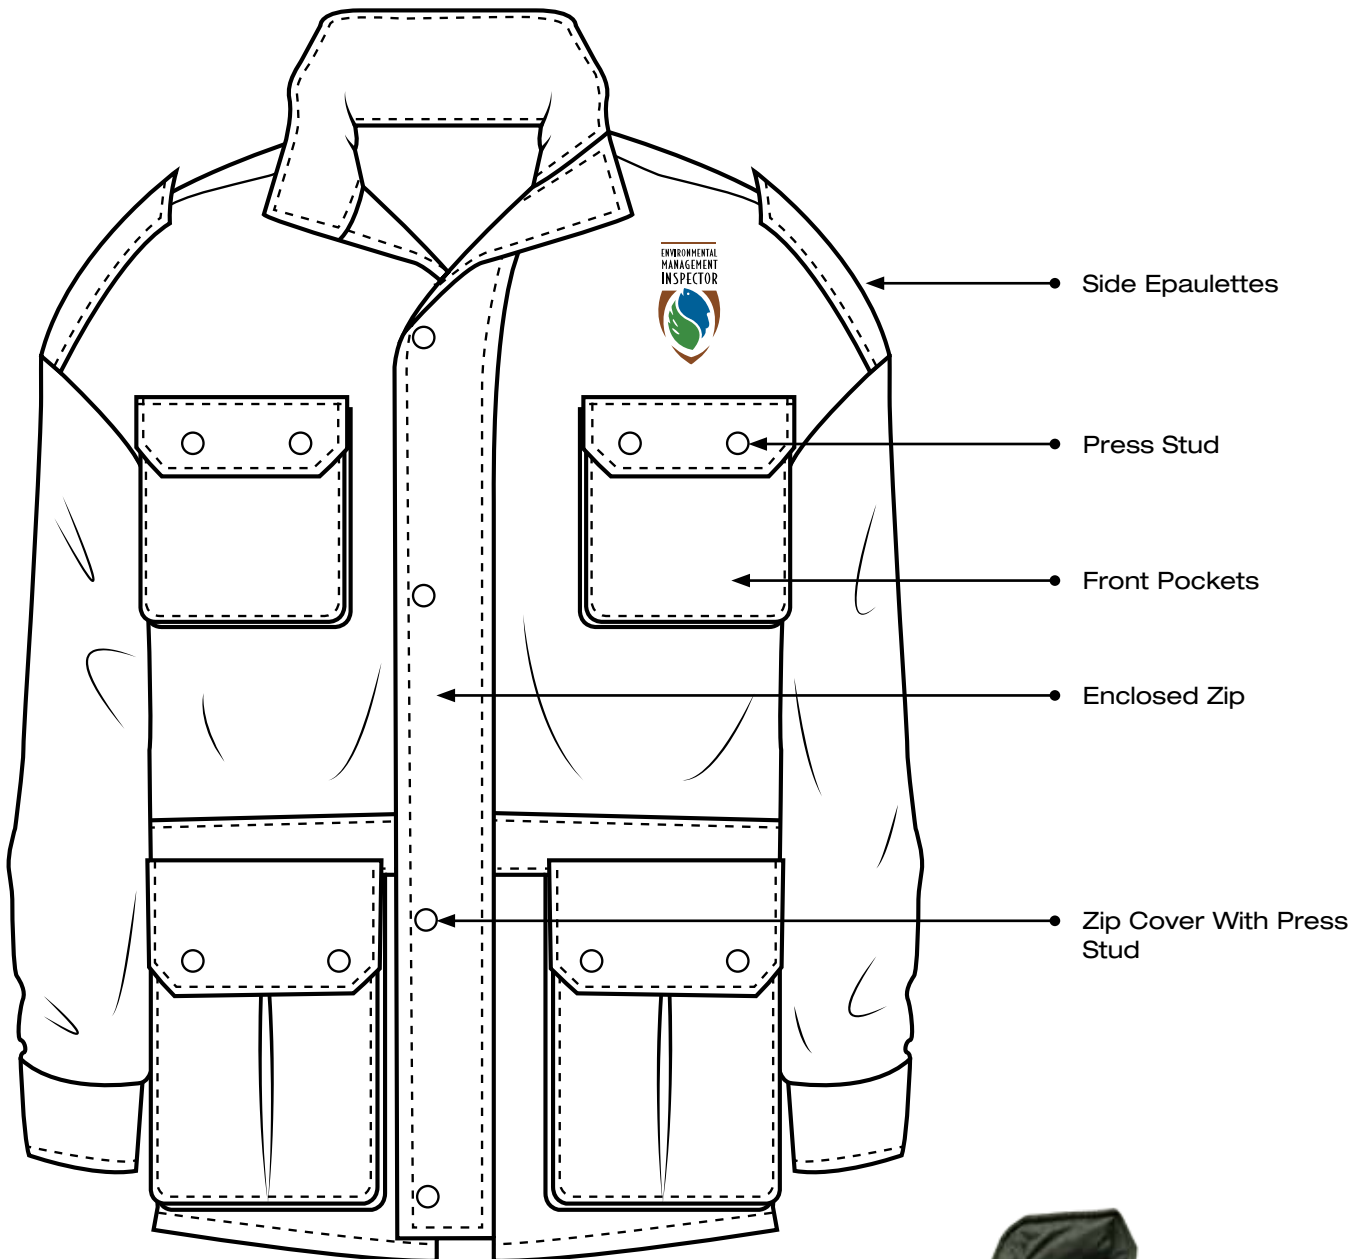 ENVIRONMENTAL
MANAGEMENT
INSPECTOR
Side Epaulettes
Press Stud
Front Pockets
Enclosed Zip
Zip Cover With Press
Stud